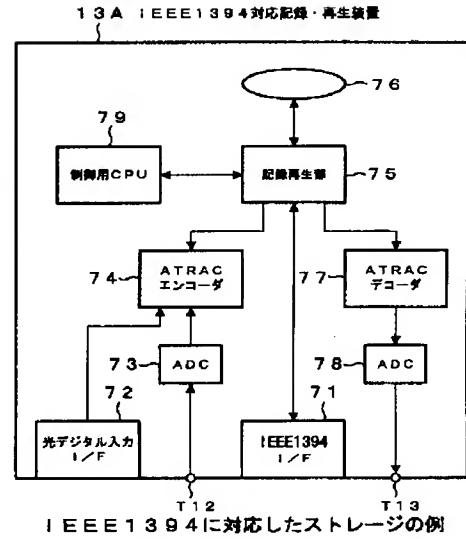 13A IEEE1394対応記録・再生装置
76
79
制御用CPU
記録再生部
75
74
ATRAC
エンコーダ
77
ATRAC
デコーダ
73
ADC
78
ADC
72
光デジタル入力
I/F
71
IEEE1394
I/F
T12
T13
IEEE1394に対応したストレージの例